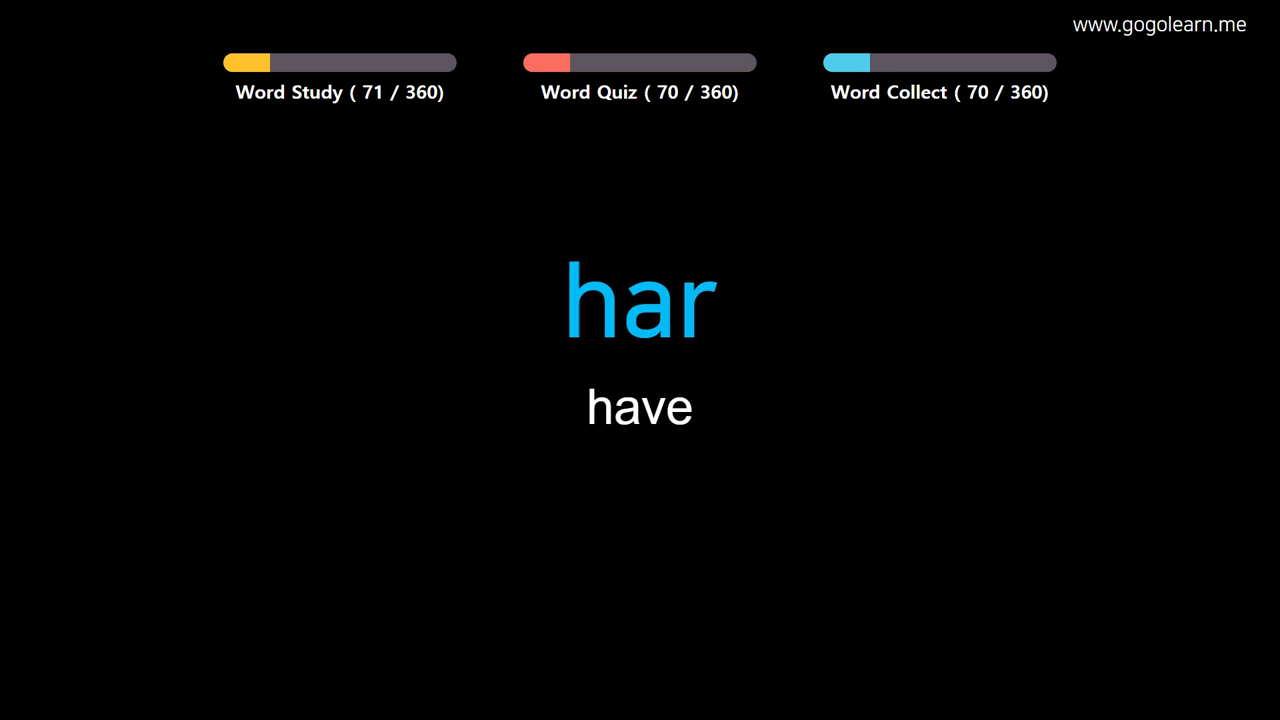 www.gogolearn.me
Word Study ( 71 / 360)
Word Quiz ( 70 / 360)
Word Collect ( 70 / 360)
har
have